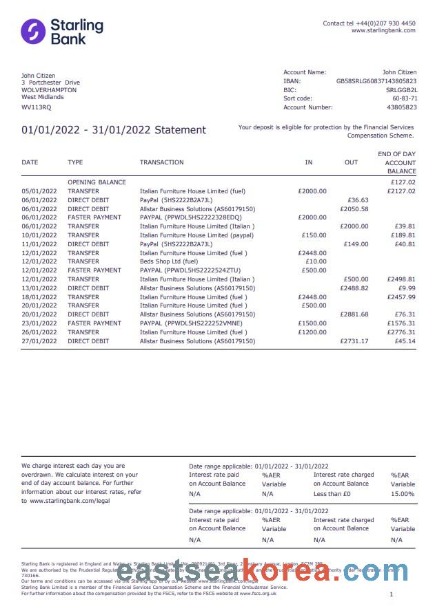 Starling
Bank
Contact tel +44(0)207 930 4450
www.starlingbank.com
John Citizen
3 Portchester Drive
WOLVERHAMPTON
West Midlands
WV113RQ
Account Name: John Citizen
IBAN: GB58SRLG60837143805823
BIC: SRLGGB2L
Sort code: 60-83-71
Account Number: 43805823
01/01/2022 - 31/01/2022 Statement
Your deposit is eligible for protection by the Financial Services
Compensation Scheme.
DATE TYPE TRANSACTION IN OUT END OF DAY ACCOUNT BALANCE
OPENING BALANCE £127.02
05/01/2022 TRANSFER Italian Furniture House Limited (fuel) £2000.00 £2127.02
06/01/2022 DIRECT DEBIT PayPal (5HS2222B2A73L) £36.63
06/01/2022 DIRECT DEBIT Allstar Business Solutions (AS60179150) £2050.58
06/01/2022 FASTER PAYMENT PAYPAL (PPWDL5HS2222328EDQ) £2000.00
06/01/2022 TRANSFER Italian Furniture House Limited (Italian ) £2000.00 £39.81
10/01/2022 TRANSFER Italian Furniture House Limited (paypal) £150.00 £189.81
11/01/2022 DIRECT DEBIT PayPal (5HS2222B2A73L) £149.00 £40.81
12/01/2022 TRANSFER Italian Furniture House Limited (fuel ) £2448.00
12/01/2022 TRANSFER Beds Shop Ltd (fuel) £10.00
12/01/2022 FASTER PAYMENT PAYPAL (PPWDL5HS2222524ZTU) £500.00
12/01/2022 TRANSFER Italian Furniture House Limited (Italian ) £500.00 £2498.81
13/01/2022 DIRECT DEBIT Allstar Business Solutions (AS60179150) £2488.82 £9.99
18/01/2022 TRANSFER Italian Furniture House Limited (fuel ) £2448.00 £2457.99
20/01/2022 TRANSFER Italian Furniture House Limited (fuel ) £500.00
20/01/2022 DIRECT DEBIT Allstar Business Solutions (AS60179150) £2881.68 £76.31
23/01/2022 FASTER PAYMENT PAYPAL (PPWDL5HS222252VMNE) £1500.00 £1576.31
26/01/2022 TRANSFER Italian Furniture House Limited (fuel ) £1200.00 £2776.31
27/01/2022 DIRECT DEBIT Allstar Business Solutions (AS60179150) £2731.17 £45.14
We charge interest each day you are
overdrawn. We calculate interest on your
end of day account balance. For further
information about our interest rates, refer
to www.starlingbank.com/legal
Date range applicable: 01/01/2022 - 31/01/2022
Interest rate paid %AER Interest rate charged %EAR
on Account Balance Variable on Account Balance Variable
N/A N/A Less than £0 15.00%
Date range applicable: 01/01/2022 - 31/01/2022
Interest rate paid %AER Interest rate charged %EAR
on Account Balance Variable on Account Balance Variable
N/A N/A N/A N/A
Starling Bank is registered in England and
We are authorised by the Prudential
730166.
Our terms and conditions can be accessed
Starling Bank Limited is a member of the Financial Services Compensation Scheme and the Financial Ombudsman Service.
For further information about the compensation provided by the FSCS, refer to the FSCS website at www.fscs.org.uk
1
eastseakorea.com